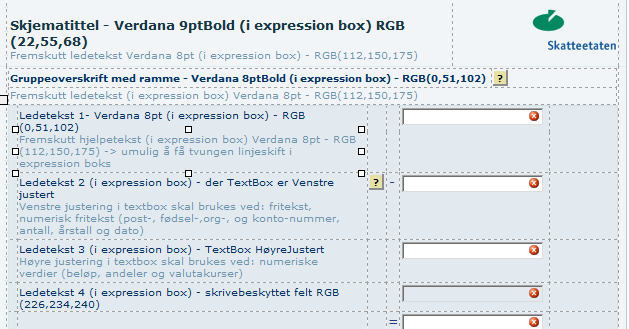 Skjematittel - Verdana 9ptBold (i expression box) RGB
(22,55,68)
Fremskutt ledetekst Verdana 8pt (i expression box) - RGB(112,150,175)
Skatteetaten
Gruppeoverskrift med ramme - Verdana 8ptBold (i expression box) - RGB(0,51,102) ?
Fremskutt ledetekst (i expression box) Verdana 8pt - RGB(112,150,175)
Ledetekst 1- Verdana 8pt (i expression box) - RGB
(0,51,102)
Fremskutt hjelpetekst (i expression box) Verdana 8pt - RGB
(112,150,175) -> umulig å få tvungen linjeskift i
expression boks
Ledetekst 2 (i expression box) - der TextBox er Venstre
justert
? -
Venstre justering i textbox skal brukes ved: fritekst,
numerisk fritekst (post-, fødsel-,org-, og konto-nummer,
antall, årstall og dato)
Ledetekst 3 (i expression box) - TextBox HøyreJustert
Høyre justering i textbox skal brukes ved: numeriske
verdier (beløp, andeler og valutakurser)
Ledetekst 4 (i expression box) - skrivebeskyttet felt RGB
(226,234,240)
=